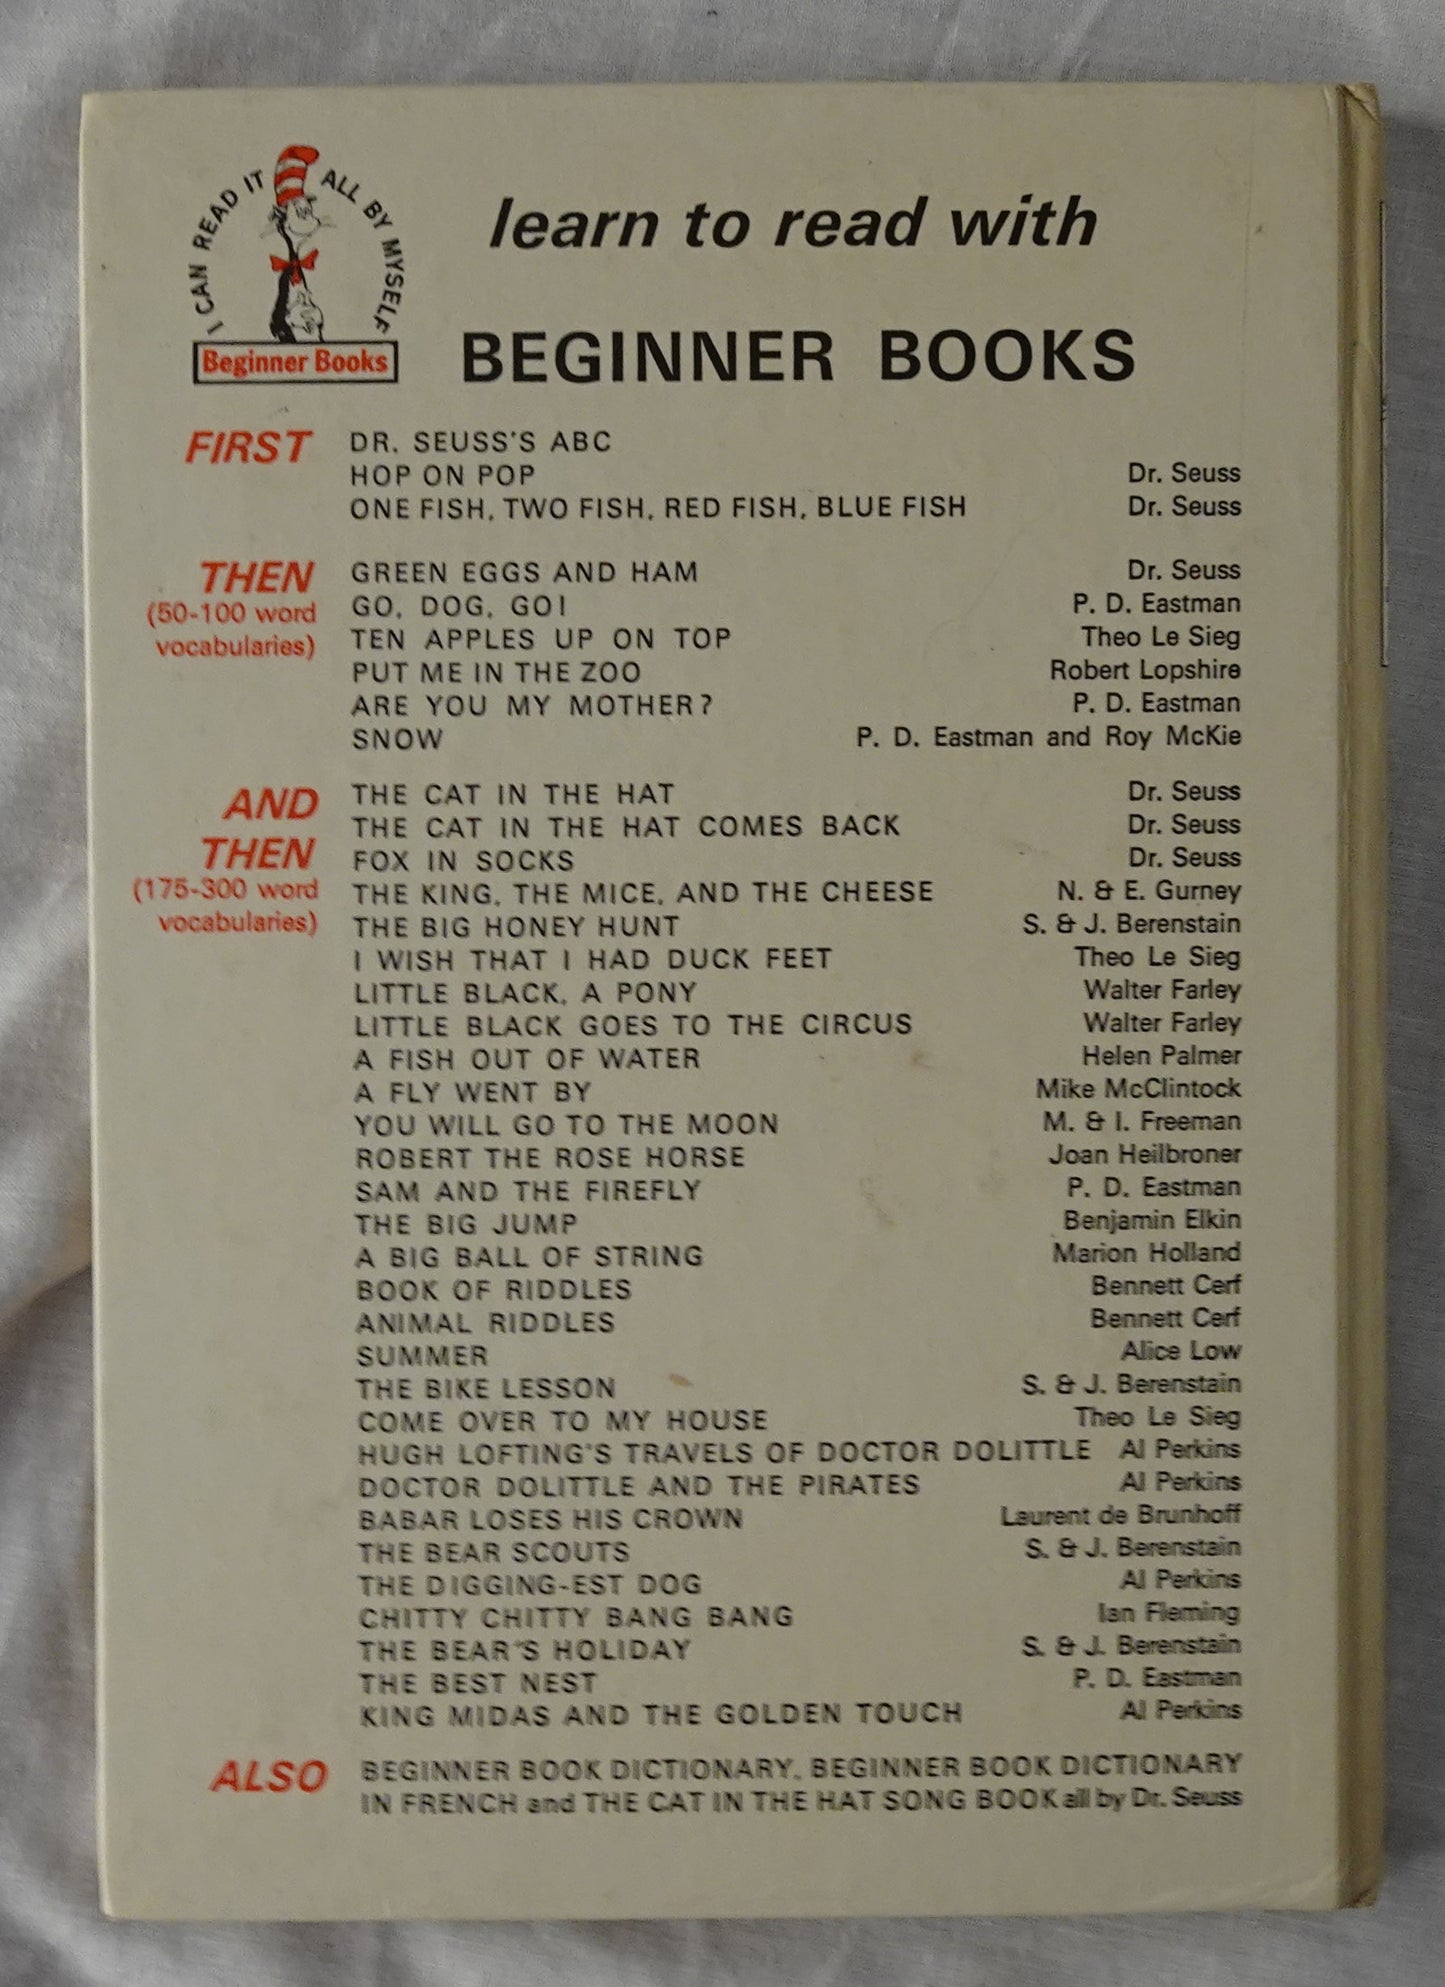 I CAN READ IT ALL BY MYSELF
Beginner Books
learn to read with
BEGINNER BOOKS
FIRST DR. SEUSS'S ABC
HOP ON POP Dr. Seuss
ONE FISH, TWO FISH, RED FISH, BLUE FISH Dr. Seuss
THEN GREEN EGGS AND HAM Dr. Seuss
(50-100 word GO, DOG, GO! P. D. Eastman
vocabularies) TEN APPLES UP ON TOP Theo Le Sieg
PUT ME IN THE ZOO Robert Lopshire
ARE YOU MY MOTHER? P. D. Eastman
SNOW P. D. Eastman and Roy McKie
AND THE CAT IN THE HAT Dr. Seuss
THE CAT IN THE HAT COMES BACK Dr. Seuss
THEN FOX IN SOCKS Dr. Seuss
(175-300 word THE KING, THE MICE, AND THE CHEESE N. & E. Gurney
vocabularies) THE BIG HONEY HUNT S. & J. Berenstain
I WISH THAT I HAD DUCK FEET Theo Le Sieg
LITTLE BLACK, A PONY Walter Farley
LITTLE BLACK GOES TO THE CIRCUS Walter Farley
A FISH OUT OF WATER Helen Palmer
A FLY WENT BY Mike McClintock
YOU WILL GO TO THE MOON M. & I. Freeman
ROBERT THE ROSE HORSE Joan Heilbroner
SAM AND THE FIREFLY P. D. Eastman
THE BIG JUMP Benjamin Elkin
A BIG BALL OF STRING Marion Holland
BOOK OF RIDDLES Bennett Cerf
ANIMAL RIDDLES Bennett Cerf
SUMMER Alice Low
THE BIKE LESSON S. & J. Berenstain
COME OVER TO MY HOUSE Theo Le Sieg
HUGH LOFTING'S TRAVELS OF DOCTOR DOLITTLE Al Perkins
DOCTOR DOLITTLE AND THE PIRATES Al Perkins
BABAR LOSES HIS CROWN Laurent de Brunhoff
THE BEAR SCOUTS S. & J. Berenstain
THE DIGGING-EST DOG Al Perkins
CHITTY CHITTY BANG BANG Ian Fleming
THE BEAR'S HOLIDAY S. & J. Berenstain
THE BEST NEST P. D. Eastman
KING MIDAS AND THE GOLDEN TOUCH Al Perkins
ALSO BEGINNER BOOK DICTIONARY, BEGINNER BOOK DICTIONARY
IN FRENCH and THE CAT IN THE HAT SONG BOOK all by Dr. Seuss